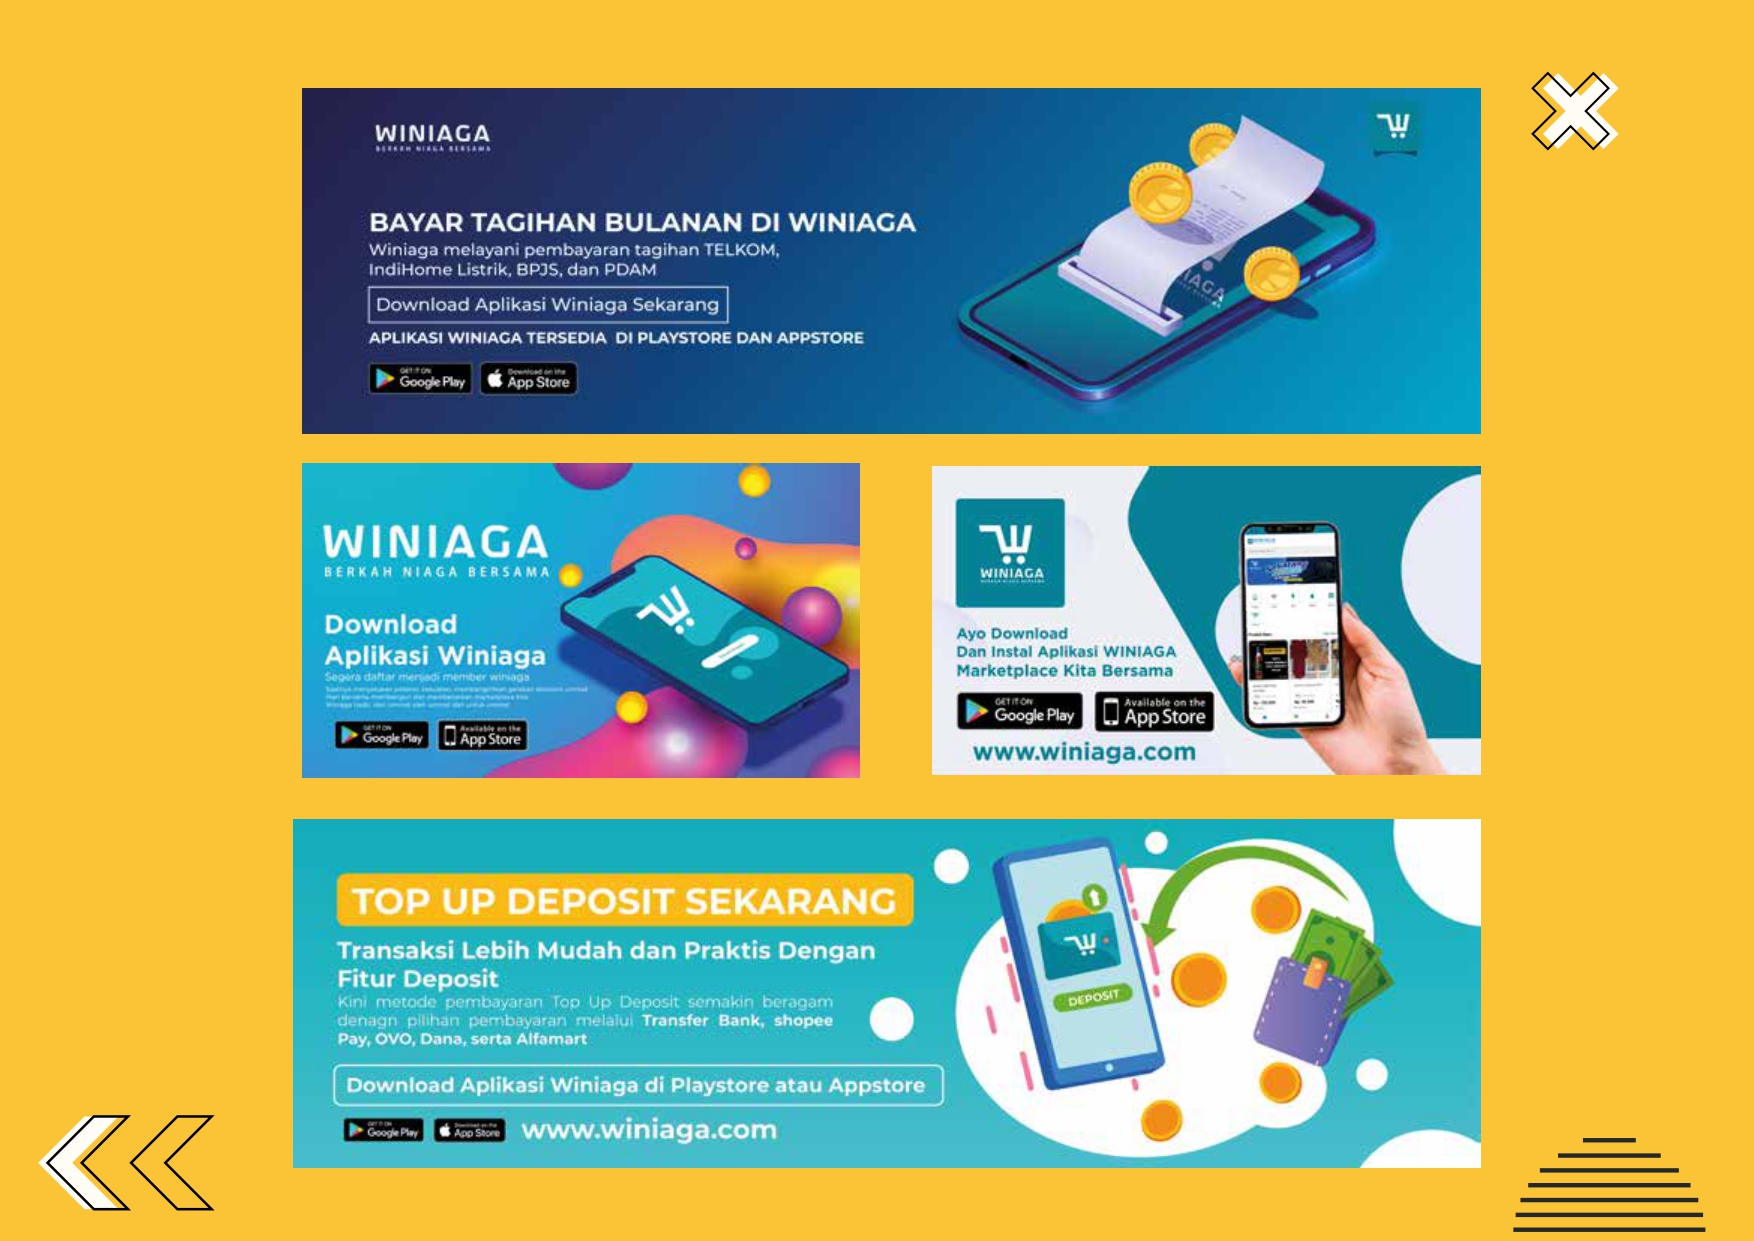 WINIAGA
BERKAH NIAGA BERSAMA
BAYAR TAGIHAN BULANAN DI WINIAGA
Winiaga melayani pembayaran tagihan TELKOM,
IndiHome Listrik, BPJS, dan PDAM
Download Aplikasi Winiaga Sekarang
APLIKASI WINIAGA TERSEDIA DI PLAYSTORE DAN APPSTORE
GET IT ON
Google Play
Download on the
App Store
WINIAGA
BERKAH NIAGA BERSAMA
Download
Aplikasi Winiaga
Segera daftar menjadi member winiaga
GET IT ON
Google Play
Available on the
App Store
WINIAGA
Ayo Download
Dan Instal Aplikasi WINIAGA
Marketplace Kita Bersama
GET IT ON
Google Play
Available on the
App Store
www.winiaga.com
TOP UP DEPOSIT SEKARANG
Transaksi Lebih Mudah dan Praktis Dengan
Fitur Deposit
Kini metode pembayaran Top Up Deposit semakin beragam
denagn pilihan pembayaran melalui Transfer Bank, shopee
Pay, OVO, Dana, serta Alfamart
Download Aplikasi Winiaga di Playstore atau Appstore
GET IT ON
Google Play
Download on the
App Store
www.winiaga.com
DEPOSIT